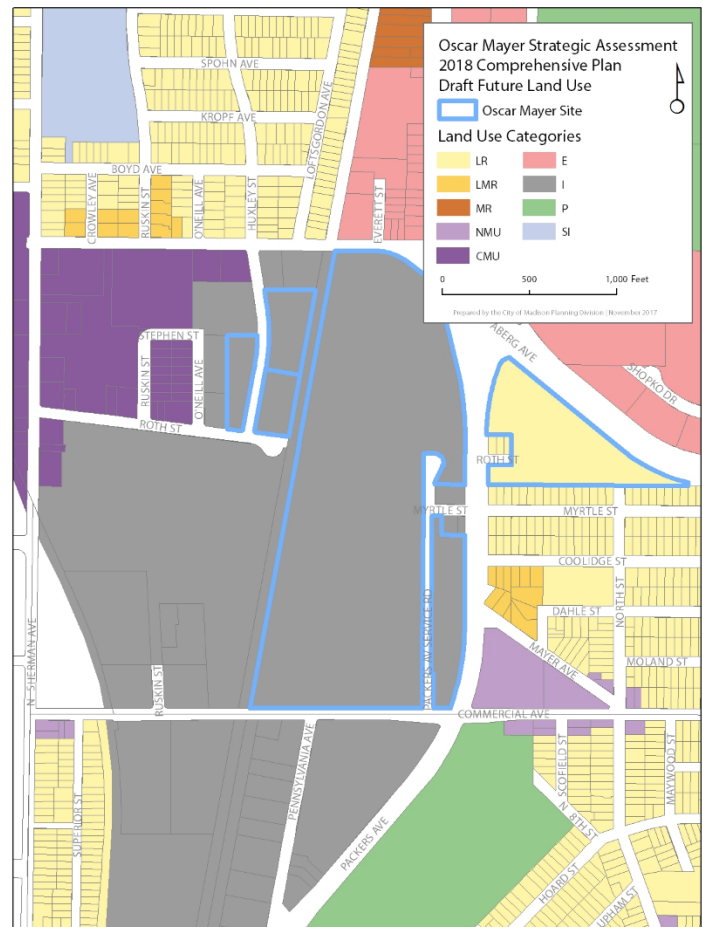 Oscar Mayer Strategic Assessment
2018 Comprehensive Plan
Draft Future Land Use
Oscar Mayer Site
Land Use Categories
LR
E
LMR
I
MR
P
NMU
SI
CMU
0
500
1,000 Feet
Prepared by the City of Madison Planning Division | November 2017
SPOHN AVE
KROPF AVE
LOFTSGORDON AVE
BOYD AVE
CROWLEY AVE
RUSKIN ST
O'NEILL AVE
HUXLEY ST
EVERETT ST
ABERG AVE
SHOPKO DR
STEPHEN ST
RUSKIN ST
O'NEILL AVE
ROTH ST
ROTH ST
MYRTLE ST
MYRTLE ST
COOLIDGE ST
DAHLE ST
NORTH ST
MAYER AVE
MOLAND ST
PACKERS AV SERVICE RD
N SHERMAN AVE
RUSKIN ST
COMMERCIAL AVE
PENNSYLVANIA AVE
PACKERS AVE
SUPERIOR ST
SCOFIELD ST
MAYWOOD ST
N 8TH ST
HOARD ST
UPHAM ST